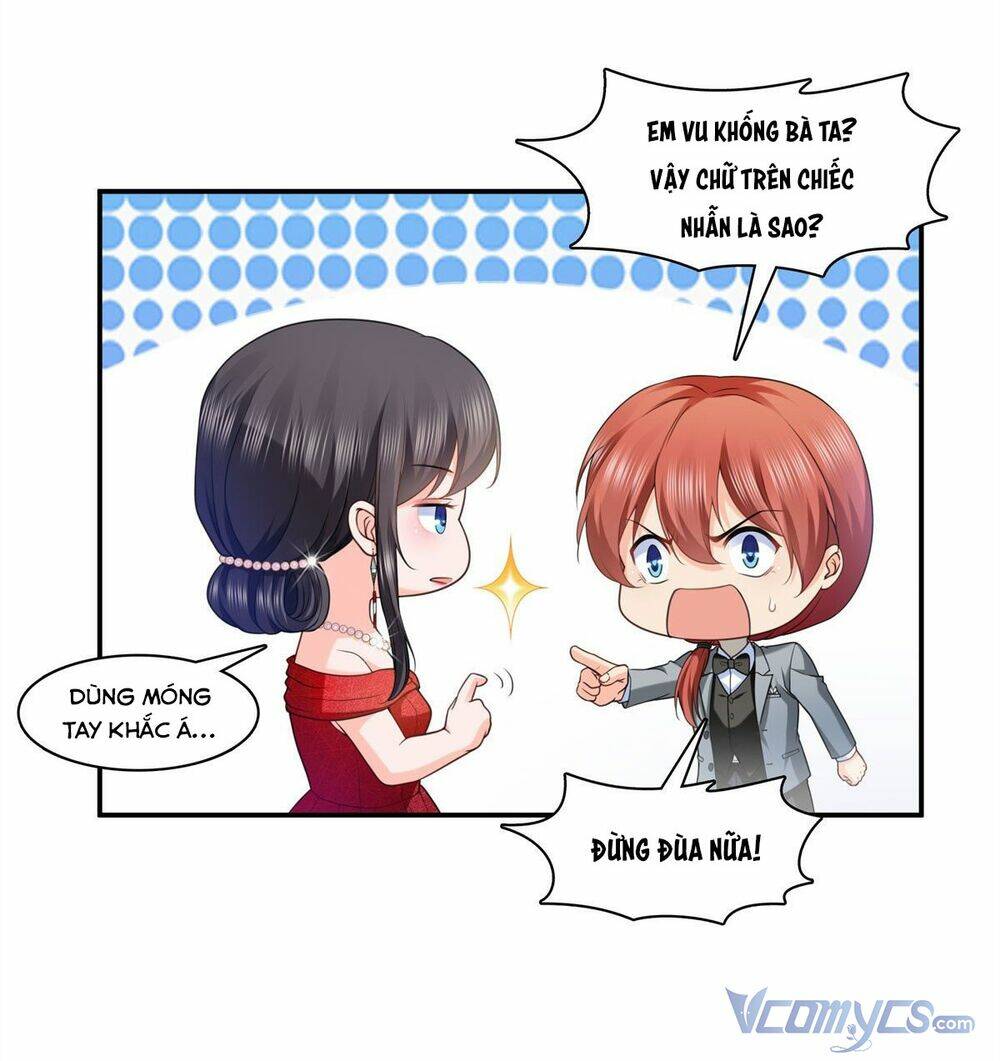 EM VU KHỐNG BÀ TA?
VẬY CHỮ TRÊN CHIẾC
NHẪN LÀ SAO?
DÙNG MÓNG
TAY KHẮC Á...
ĐỪNG ĐÙA NỮA!
VCOMYCS.com